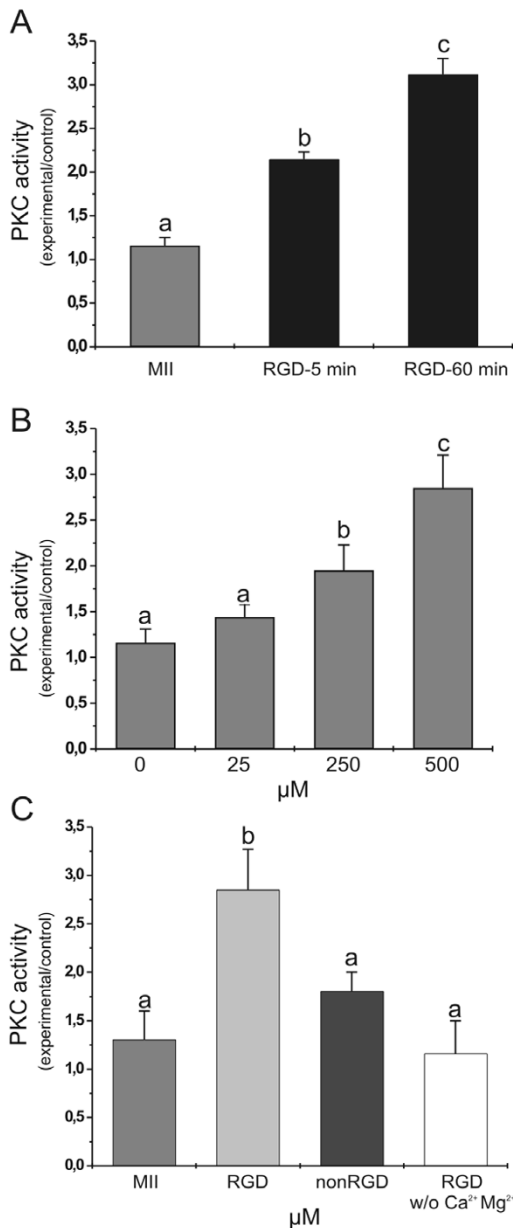 A
PKC activity
(experimental/control)
3,5
3,0
2,5
2,0
1,5
1,0
0,5
0,0
a
b
c
MII RGD-5 min RGD-60 min
B
PKC activity
(experimental/control)
3,5
3,0
2,5
2,0
1,5
1,0
0,5
0,0
a
a
b
c
0 25 250 500
µM
C
PKC activity
(experimental/control)
3,5
3,0
2,5
2,0
1,5
1,0
0,5
0,0
a
b
a
a
MII RGD nonRGD RGD
w/o Ca²⁺ Mg²⁺
µM